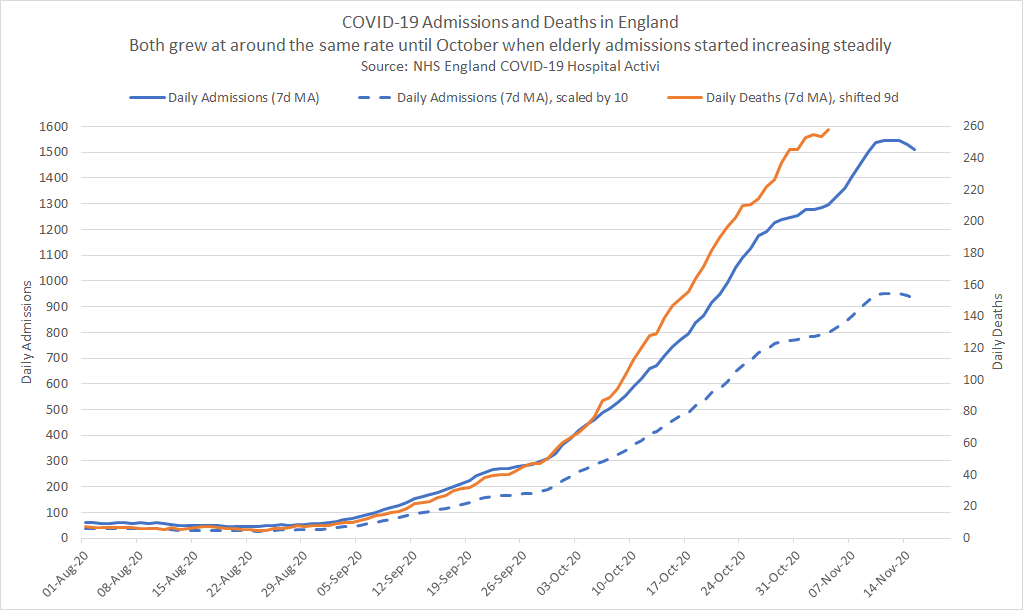 COVID-19 Admissions and Deaths in England
Both grew at around the same rate until October when elderly admissions started increasing steadily
Source: NHS England COVID-19 Hospital Activi
Daily Admissions (7d MA)
Daily Admissions (7d MA), scaled by 10
Daily Deaths (7d MA), shifted 9d
1600
1500
1400
1300
1200
1100
1000
900
800
700
600
500
400
300
200
100
0
Daily Admissions
260
240
220
200
180
160
140
120
100
80
60
40
20
0
Daily Deaths
01-Aug-20
08-Aug-20
15-Aug-20
22-Aug-20
29-Aug-20
05-Sep-20
12-Sep-20
19-Sep-20
26-Sep-20
03-Oct-20
10-Oct-20
17-Oct-20
24-Oct-20
31-Oct-20
07-Nov-20
14-Nov-20